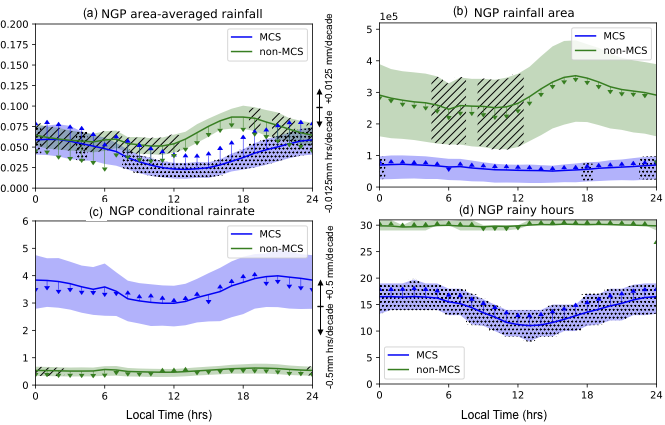 (a) NGP area-averaged rainfall
MCS
non-MCS
0.200
0.175
0.150
0.125
0.100
0.075
0.050
0.025
0.000
0 6 12 18 24
-0.0125mm hrs/decade +0.0125 mm/decade
(b) NGP rainfall area
1e5
MCS
non-MCS
5
4
3
2
1
0
0 6 12 18 24
(c) NGP conditional rainrate
MCS
non-MCS
6
5
4
3
2
1
0
0 6 12 18 24
Local Time (hrs)
-0.5mm hrs/decade +0.5 mm/decade
(d) NGP rainy hours
30
25
20
15
10
5
0
MCS
non-MCS
0 6 12 18 24
Local Time (hrs)